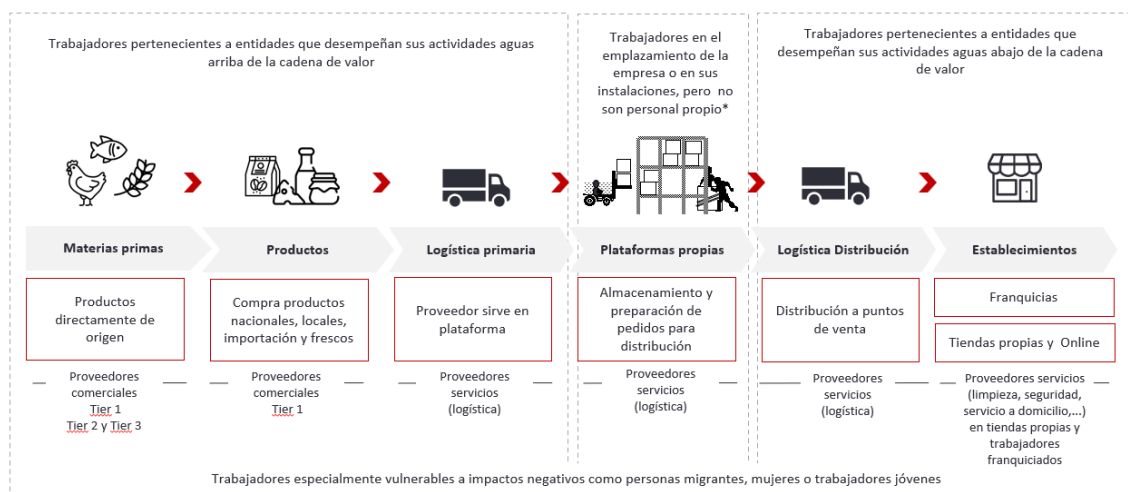 Trabajadores pertenecientes a entidades que desempeñan sus actividades aguas
arriba de la cadena de valor
Trabajadores en el
emplazamiento de la
empresa o en sus
instalaciones, pero no
son personal propio*
Trabajadores pertenecientes a entidades que
desempeñan sus actividades aguas abajo de la cadena
de valor
Materias primas
Productos
Logística primaria
Plataformas propias
Logística Distribución
Establecimientos
Productos
directamente de
origen
Compra productos
nacionales, locales,
importación y frescos
Proveedor sirve en
plataforma
Almacenamiento y
preparación de
pedidos para
distribución
Distribución a puntos
de venta
Franquicias
Tiendas propias y Online
Proveedores
comerciales
Tier 1
Tier 2 y Tier 3
Proveedores
comerciales
Tier 1
Proveedores
servicios
(logística)
Proveedores
servicios
(logística)
Proveedores
servicios
(logística)
Proveedores servicios
(limpieza, seguridad,
servicio a domicilio,...)
en tiendas propias y
trabajadores
franquiciados
Trabajadores especialmente vulnerables a impactos negativos como personas migrantes, mujeres o trabajadores jóvenes